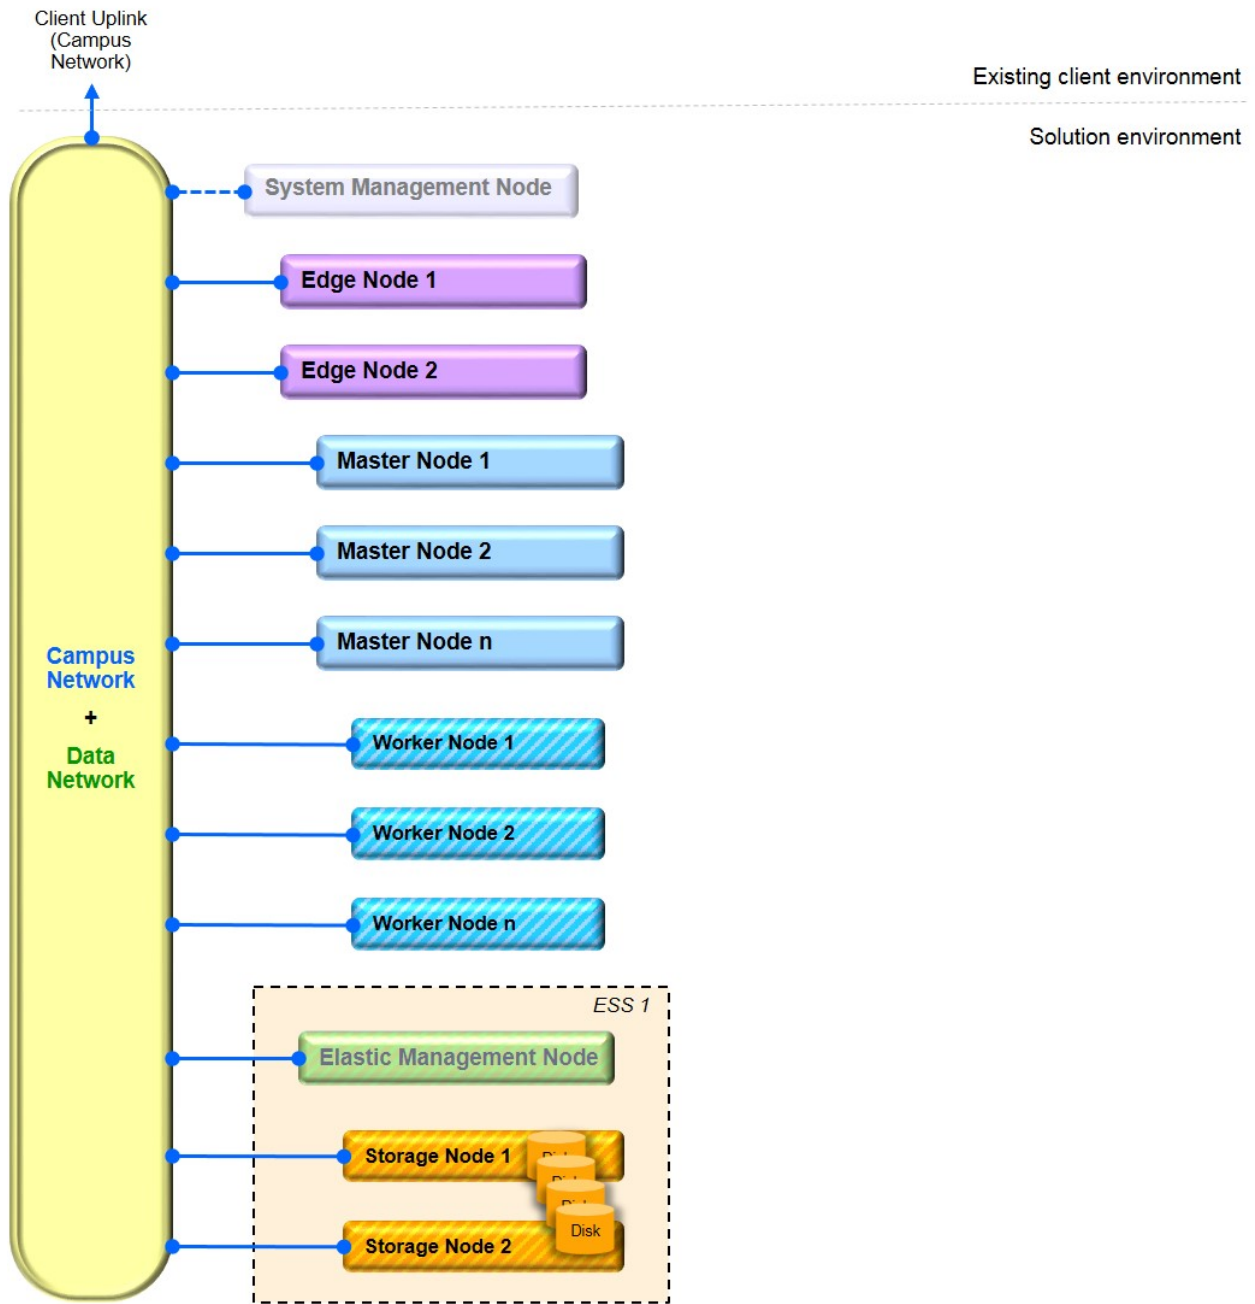 Client Uplink
(Campus
Network)
Existing client environment
Solution environment
System Management Node
Edge Node 1
Edge Node 2
Master Node 1
Master Node 2
Master Node n
Campus
Network
+
Data
Network
Worker Node 1
Worker Node 2
Worker Node n
ESS 1
Elastic Management Node
Storage Node 1
Disk
Storage Node 2